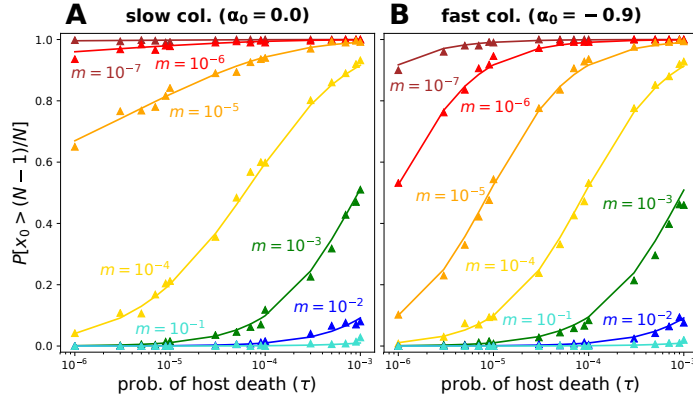 A slow col. (α₀ = 0.0)
B fast col. (α₀ = − 0.9)
P[x₀ > (N − 1)/N]
1.0
0.8
0.6
0.4
0.2
0.0
m = 10⁻⁷
m = 10⁻⁶
m = 10⁻⁵
m = 10⁻⁴
m = 10⁻³
m = 10⁻²
m = 10⁻¹
10⁻⁶ 10⁻⁵ 10⁻⁴ 10⁻³
prob. of host death (τ)
m = 10⁻⁷
m = 10⁻⁶
m = 10⁻⁵
m = 10⁻³
m = 10⁻⁴
m = 10⁻¹
m = 10⁻²
10⁻⁶ 10⁻⁵ 10⁻⁴ 10⁻³
prob. of host death (τ)